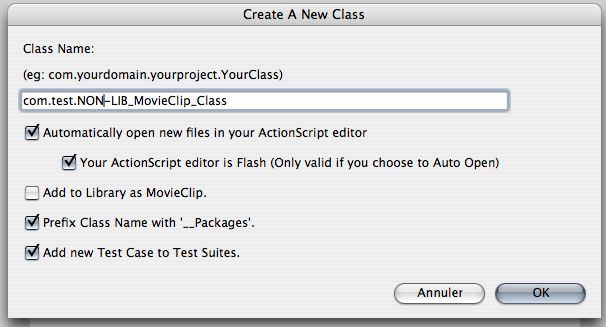 Create A New Class
Class Name:
(eg: com.yourdomain.yourproject.YourClass)
com.test.NON-LIB_MovieClip_Class
Automatically open new files in your ActionScript editor
Your ActionScript editor is Flash (Only valid if you choose to Auto Open)
Add to Library as MovieClip.
Prefix Class Name with '__Packages'.
Add new Test Case to Test Suites.
Annuler OK